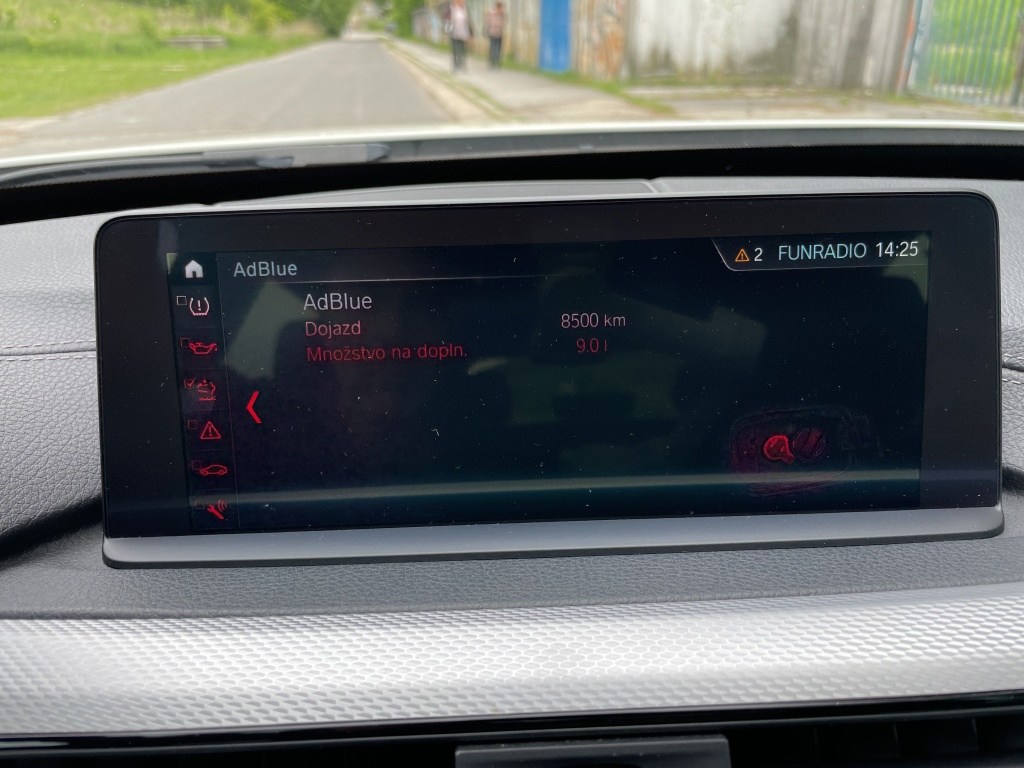 AdBlue
2 FUNRADIO 14:25
AdBlue
Dojazd 8500 km
Množstvo na dopln. 9.0 l